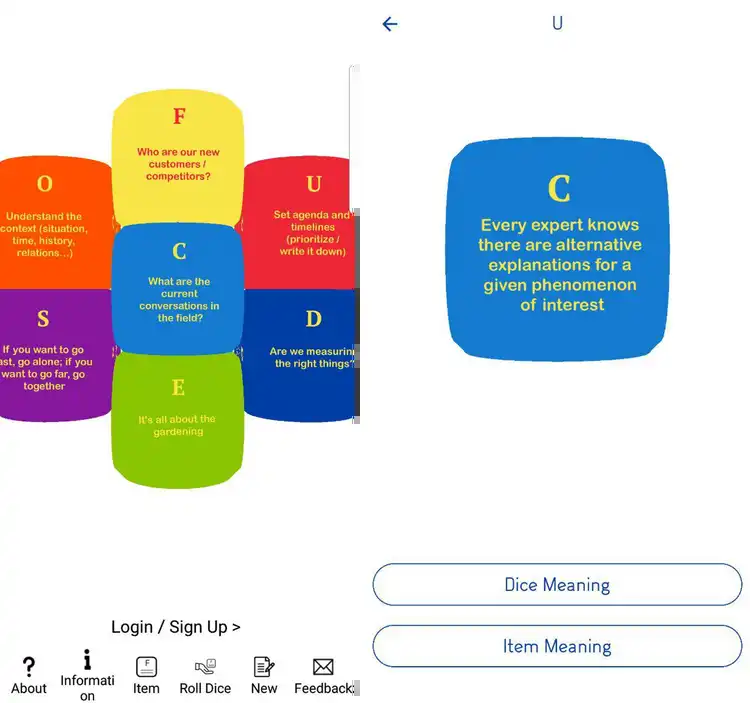 F
Who are our new
customers /
competitors?
O
Understand the
context (situation,
time, history,
relations...)
U
Set agenda and
timelines
(prioritize /
write it down)
C
What are the
current
conversations in
the field?
S
If you want to go
ast, go alone; if you
want to go far, go
together
D
Are we measurin
the right things?
E
It's all about the
gardening
Login / Sign Up >
About
Informati
on
F
Item
Roll Dice
New
Feedback
U
C
Every expert knows
there are alternative
explanations for a
given phenomenon
of interest
Dice Meaning
Item Meaning